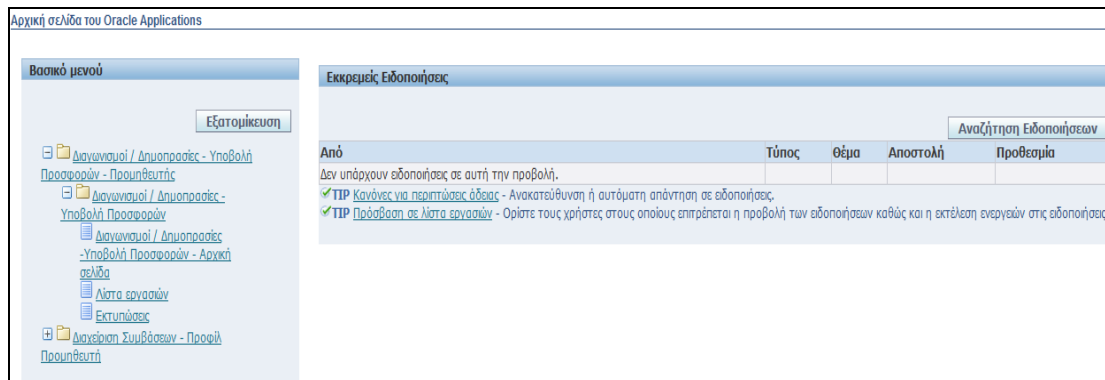 Αρχική σελίδα του Oracle Applications
Βασικό μενού
Εξατομίκευση
Διαγωνισμοί / Δημοπρασίες - Υποβολή
Προσφορών - Προμηθευτής
Διαγωνισμοί / Δημοπρασίες -
Υποβολή Προσφορών
Διαγωνισμοί / Δημοπρασίες
-Υποβολή Προσφορών - Αρχική
σελίδα
Λίστα εργασιών
Εκτυπώσεις
Διαχείριση Συμβάσεων - Προφίλ
Προμηθευτή
Εκκρεμείς Ειδοποιήσεις
Αναζήτηση Ειδοποιήσεων
Από Τύπος Θέμα Αποστολή Προθεσμία
Δεν υπάρχουν ειδοποιήσεις σε αυτή την προβολή.
TIP Κανόνες για περιπτώσεις άδειας - Ανακατεύθυνση ή αυτόματη απάντηση σε ειδοποιήσεις.
TIP Πρόσβαση σε λίστα εργασιών - Ορίστε τους χρήστες στους οποίους επιτρέπεται η προβολή των ειδοποιήσεων καθώς και η εκτέλεση ενεργειών στις ειδοποιήσεις